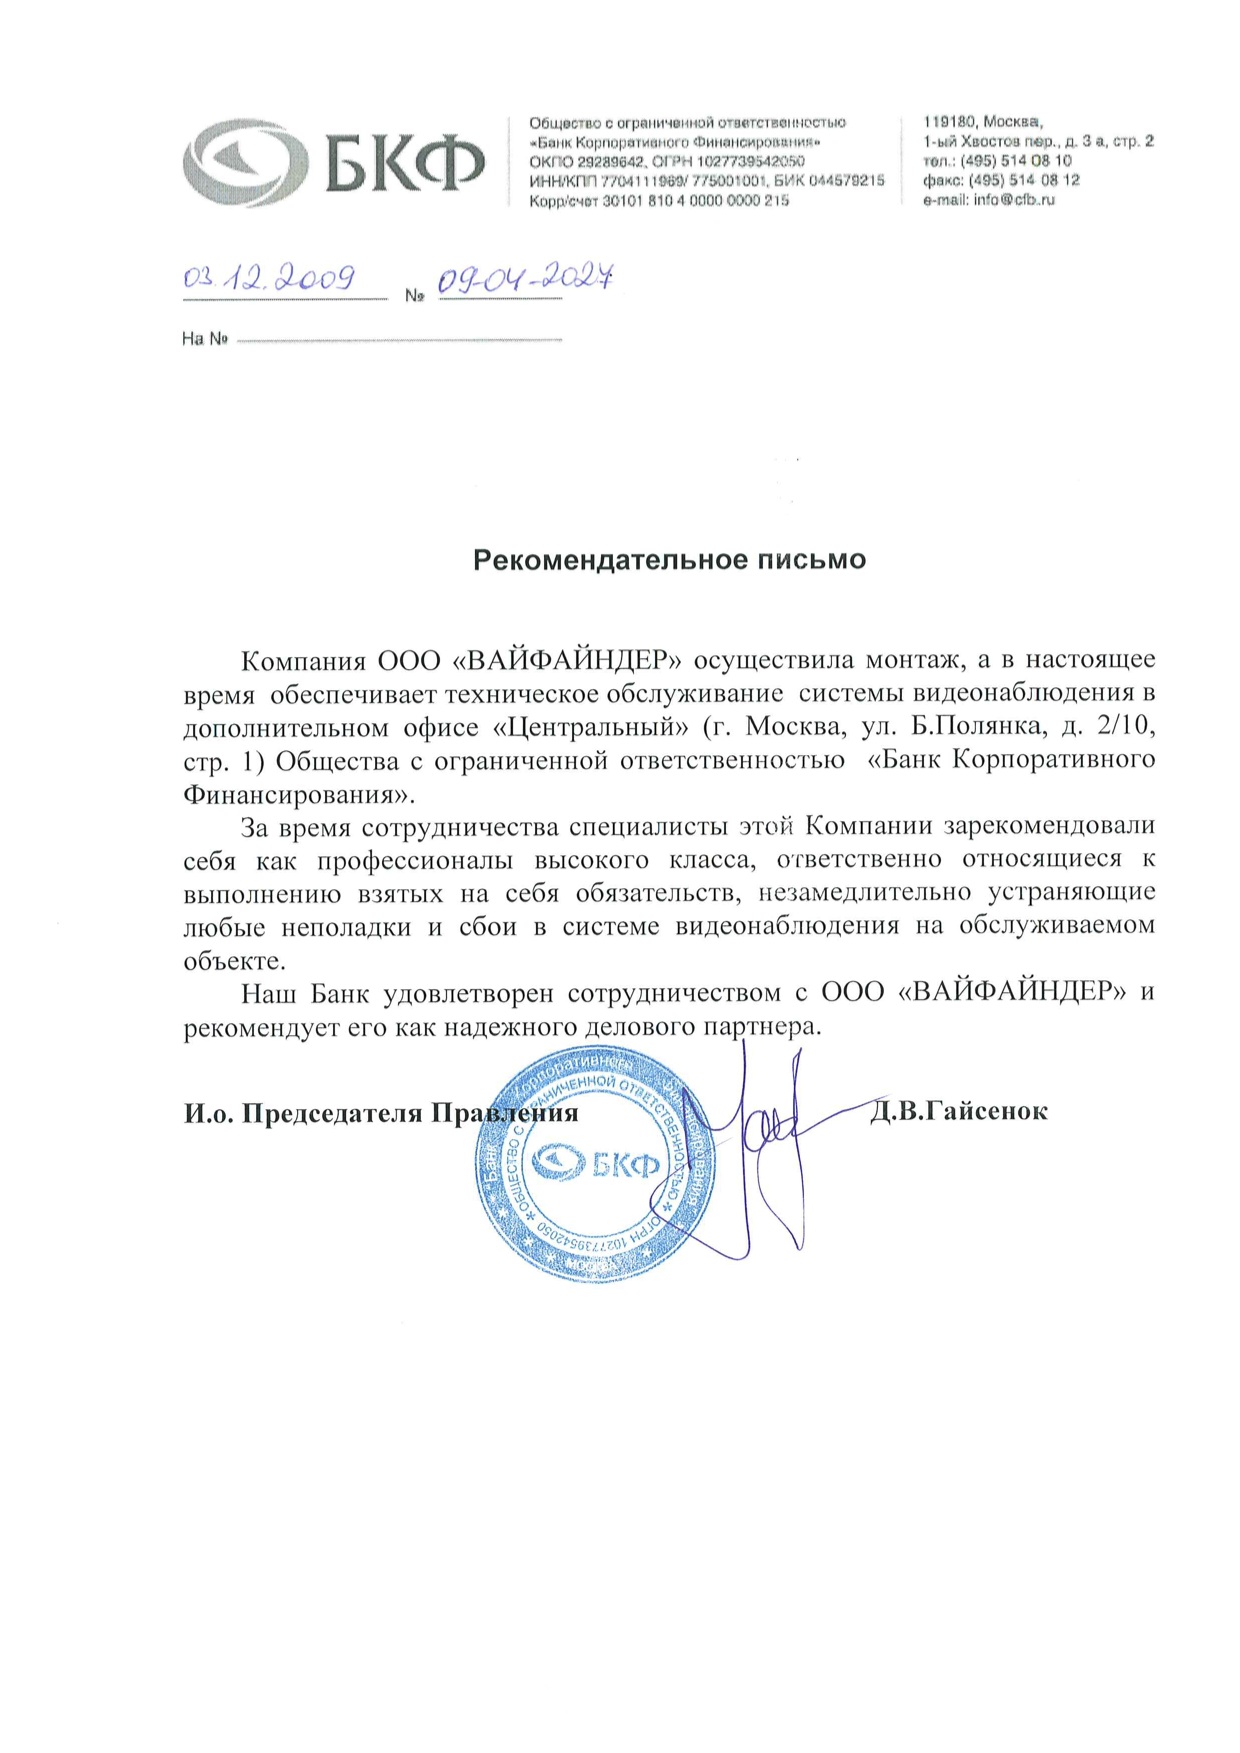 БКФ
Общество с ограниченной ответственностью
«Банк Корпоративного Финансирования»
ОКПО 29289642, ОГРН 1027739542050
ИНН/КПП 7704111969/ 775001001, БИК 044579215
Корр/счет 30101 810 4 0000 0000 215
119180, Москва,
1-ый Хвостов пер., д. 3 а, стр. 2
тел.: (495) 514 08 10
факс: (495) 514 08 12
e-mail: info@cfb.ru
03.12.2009 № 09-04-2027
На №
Рекомендательное письмо
Компания ООО «ВАЙФАЙНДЕР» осуществила монтаж, а в настоящее
время обеспечивает техническое обслуживание системы видеонаблюдения в
дополнительном офисе «Центральный» (г. Москва, ул. Б.Полянка, д. 2/10,
стр. 1) Общества с ограниченной ответственностью «Банк Корпоративного
Финансирования».
За время сотрудничества специалисты этой Компании зарекомендовали
себя как профессионалы высокого класса, ответственно относящиеся к
выполнению взятых на себя обязательств, незамедлительно устраняющие
любые неполадки и сбои в системе видеонаблюдения на обслуживаемом
объекте.
Наш Банк удовлетворен сотрудничеством с ООО «ВАЙФАЙНДЕР» и
рекомендует его как надежного делового партнера.
И.о. Председателя Правления Д.В.Гайсенок
Банк Корпоративного Финансирования
ОБЩЕСТВО С ОГРАНИЧЕННОЙ ОТВЕТСТВЕННОСТЬЮ * ОГРН 1027739542050 *
БКФ
Москва